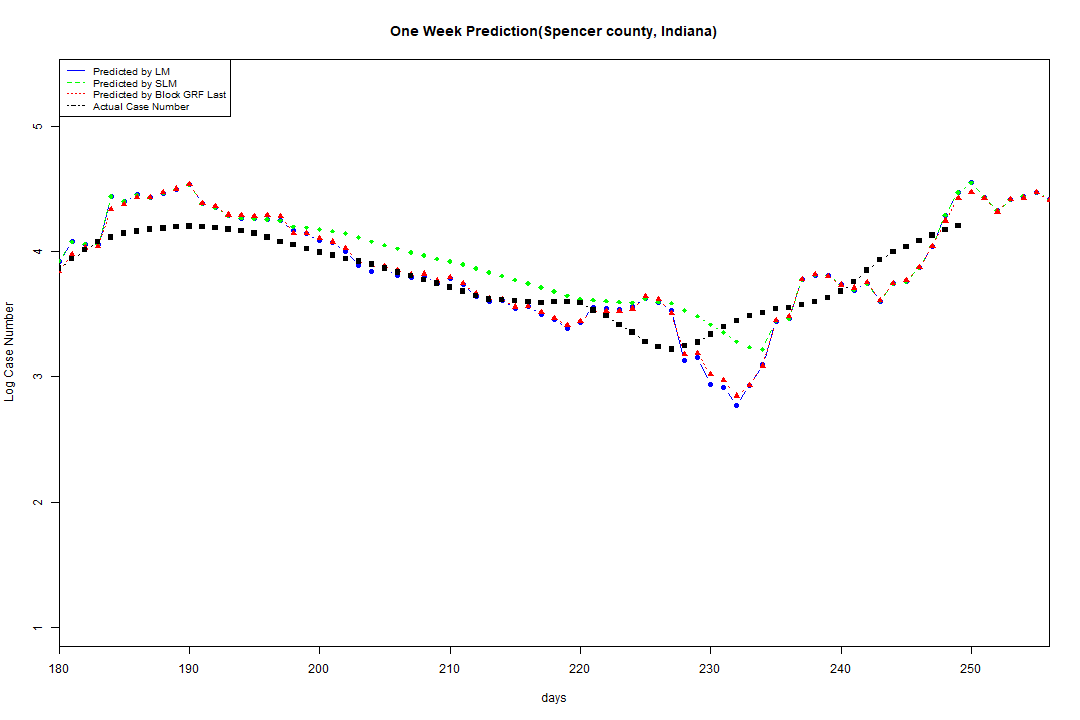 One Week Prediction(Spencer county, Indiana)
Predicted by LM
Predicted by SLM
Predicted by Block GRF Last
Actual Case Number
5
4
3
2
1
Log Case Number
180 190 200 210 220 230 240 250
days